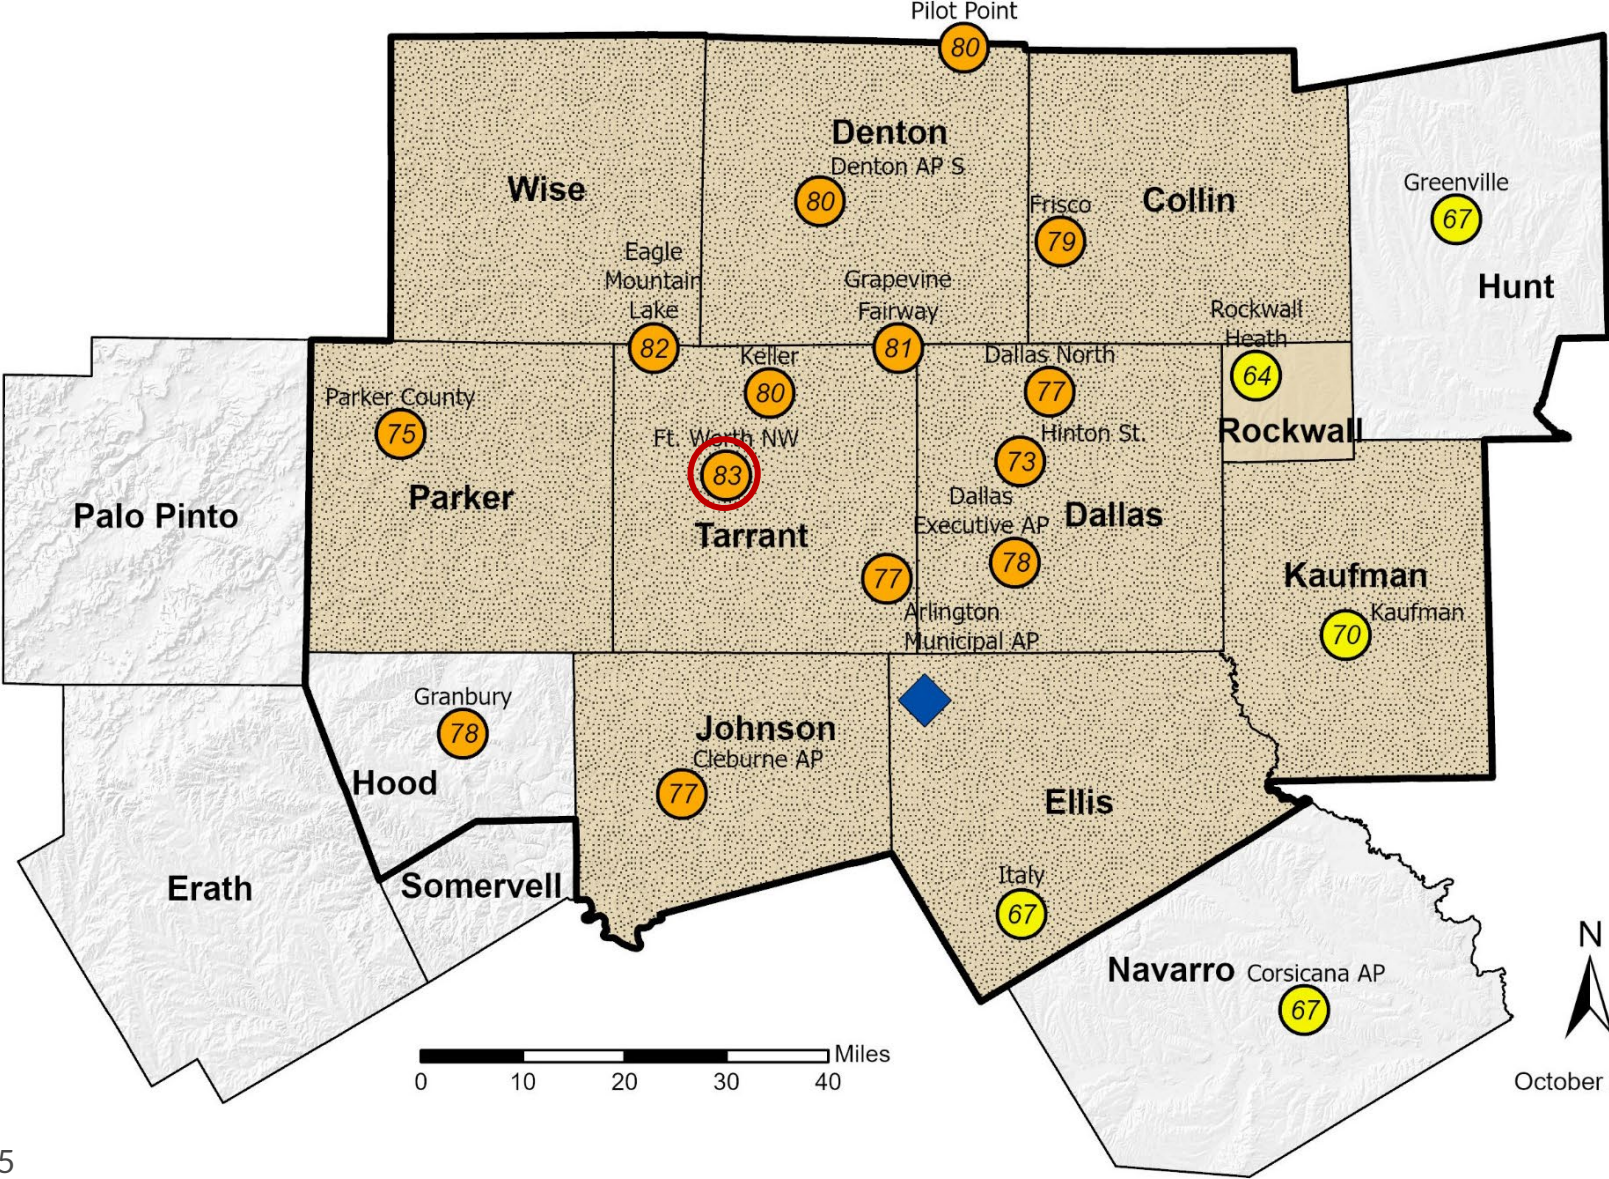 Pilot Point
80
Denton
Denton AP S
80
Wise
Collin
Frisco
79
Greenville
67
Hunt
Eagle
Mountain
Lake
82
Grapevine
Fairway
81
Rockwall
Heath
64
Rockwall
Keller
80
Dallas North
77
Parker County
75
Parker
Ft. Worth NW
83
Tarrant
Hinton St.
73
Dallas
Executive AP
78
Dallas
Palo Pinto
77
Arlington
Municipal AP
Kaufman
Kaufman
70
Granbury
78
Hood
Johnson
Cleburne AP
77
Ellis
Erath
Somervell
Italy
67
Navarro
Corsicana AP
67
N
Miles
0 10 20 30 40
October
5